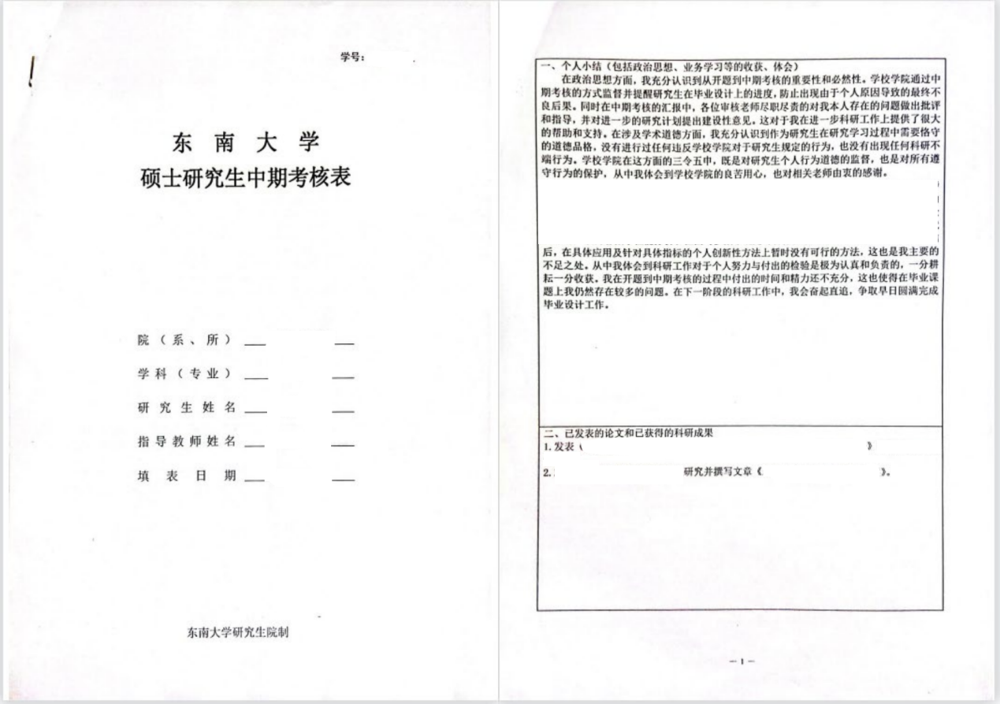 学号：
东 南 大 学
硕士研究生中期考核表
院（系、所）
学科（专业）
研究生姓名
指导教师姓名
填表日期
东南大学研究生院制
一、个人小结（包括政治思想、业务学习等的收获、体会）
在政治思想方面，我充分认识到从开题到中期考核的重要性和必然性。学校学院通过中
期考核的方式监督并提醒研究生在毕业设计上的进度，防止出现由于个人原因导致的最终不
良后果。同时在中期考核的汇报中，各位审核老师尽职尽责的对我本人存在的问题做出批评
和指导，并对进一步的研究计划提出建设性意见。这对于我在进一步科研工作上提供了很大
的帮助和支持。在涉及学术道德方面，我充分认识到作为研究生在研究学习过程中需要恪守
的道德品格，没有进行过任何违反学校学院对于研究生规定的行为，也没有出现任何科研不
端行为。学校学院在这方面的三令五申，既是对研究生个人行为道德的监督，也是对所有遵
守行为的保护，从中我体会到学校学院的良苦用心，也对相关老师由衷的感谢。
后，在具体应用及针对具体指标的个人创新性方法上暂时没有可行的方法，这也是我主要的
不足之处。从中我体会到科研工作对于个人努力与付出的检验是极为认真和负责的，一分耕
耘一分收获。我在开题到中期考核的过程中付出的时间和精力还不充分，这也使得在毕业课
题上我仍然存在较多的问题。在下一阶段的科研工作中，我会奋起直追，争取早日圆满完成
毕业设计工作。
二、已发表的论文和已获得的科研成果
1.发表 》
2. 研究并撰写文章《 》。
— 1 —